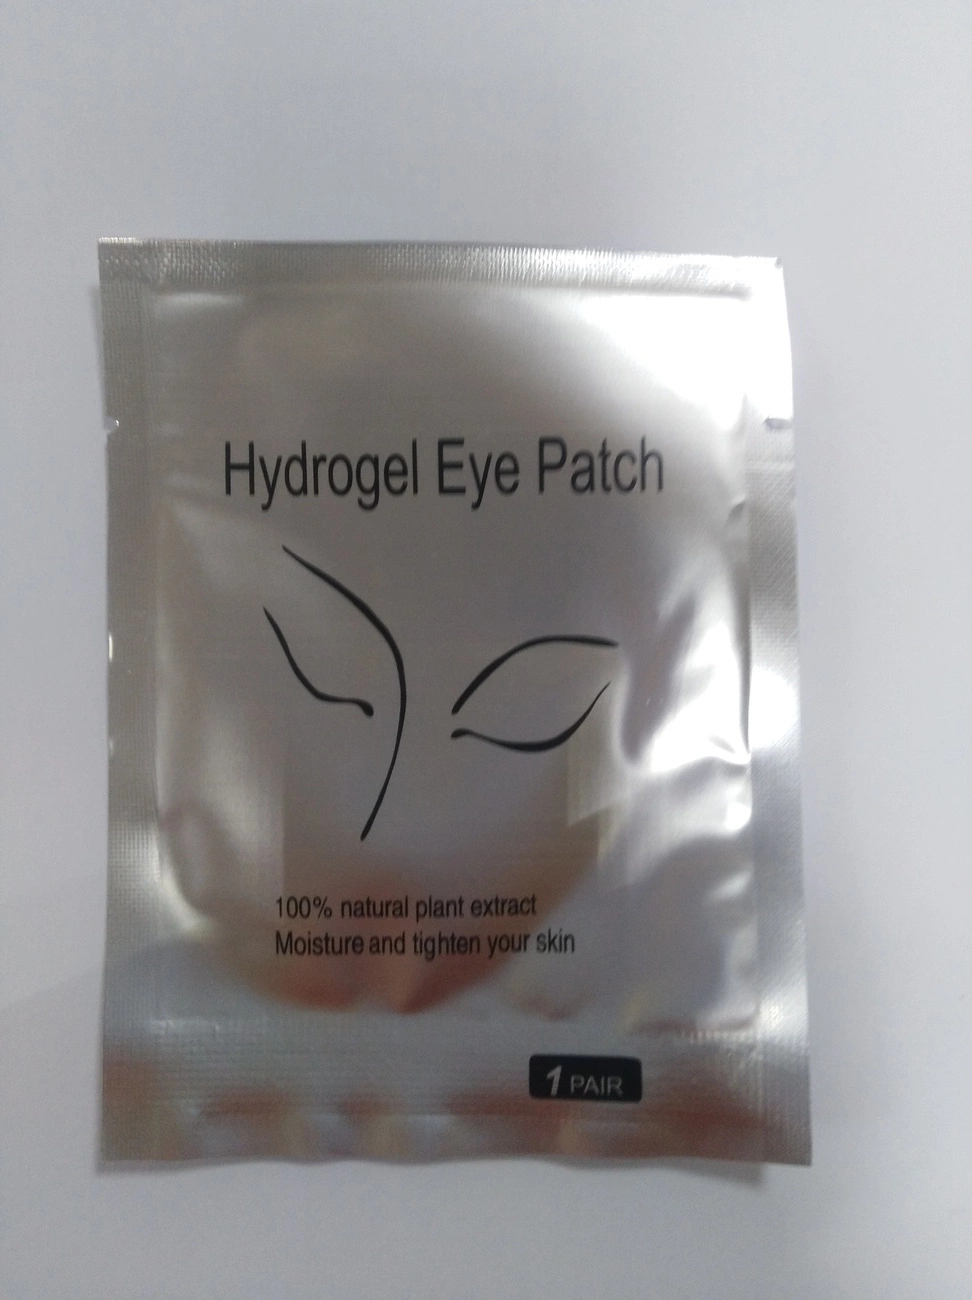 Hydrogel Eye Patch
100% natural plant extract
Moisture and tighten your skin
1 PAIR